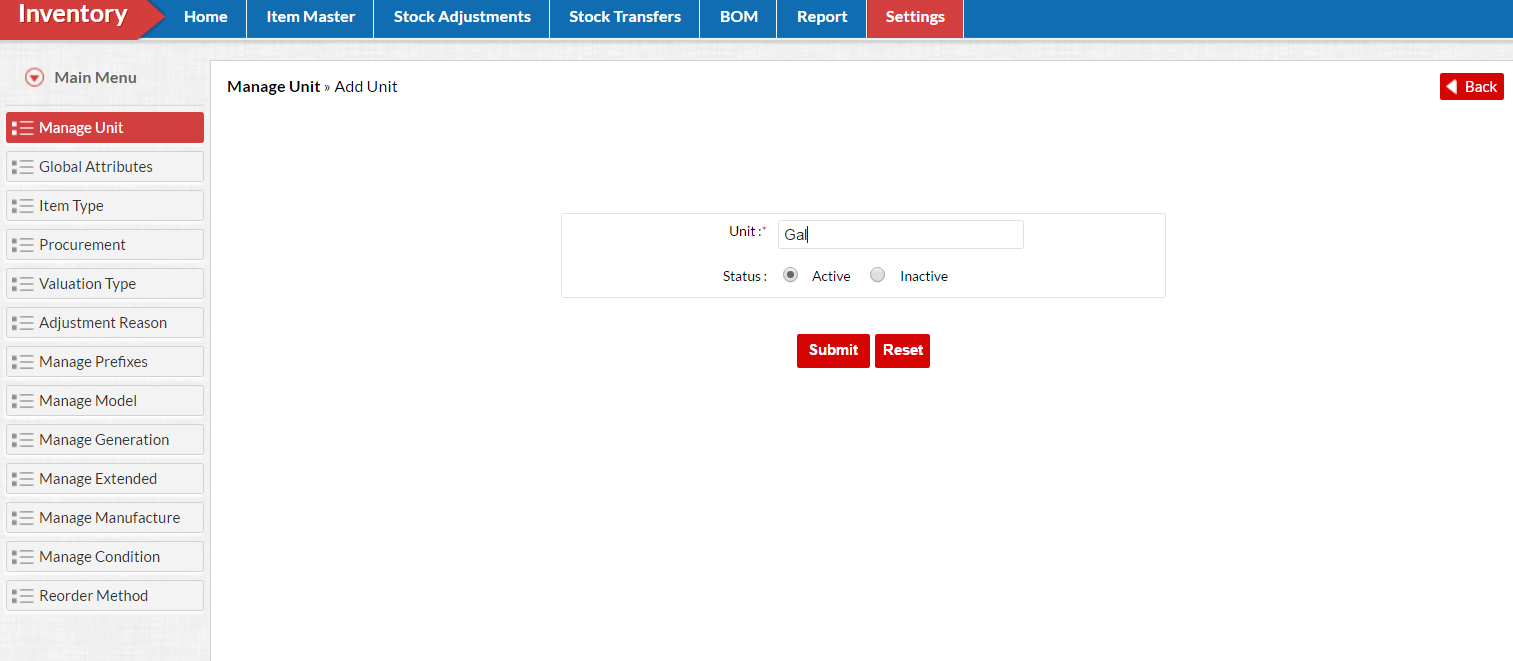 Inventory
Home Item Master Stock Adjustments Stock Transfers BOM Report Settings
Main Menu
Manage Unit
Global Attributes
Item Type
Procurement
Valuation Type
Adjustment Reason
Manage Prefixes
Manage Model
Manage Generation
Manage Extended
Manage Manufacture
Manage Condition
Reorder Method
Manage Unit » Add Unit
Back
Unit :* Gal
Status : Active Inactive
Submit Reset